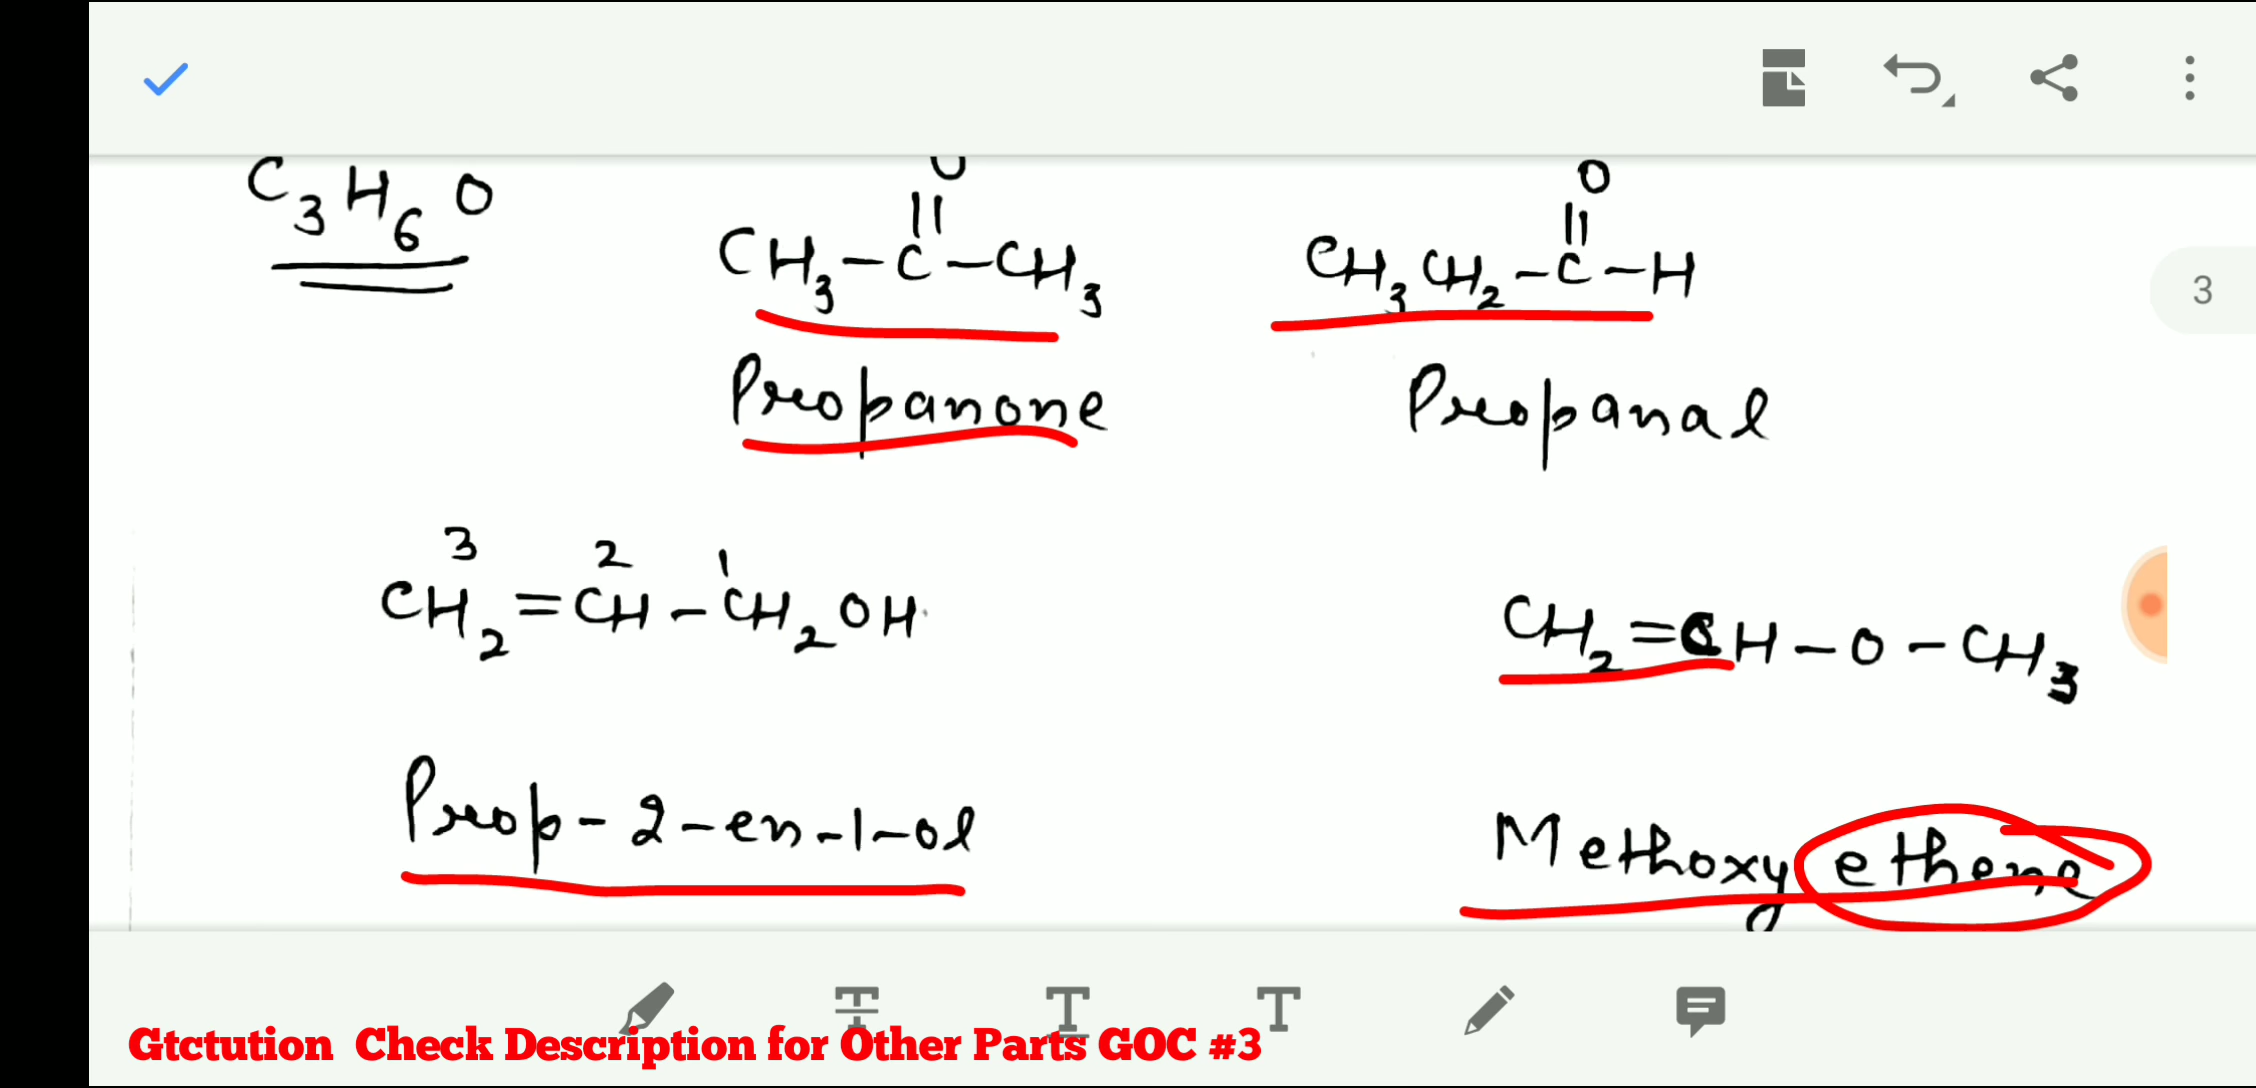 C3H6O
O
O
||
||
CH3-C-CH3
CH3CH2-C-H
3
Propanone
Propanal
3 2 1
CH2=CH-CH2OH
CH2=CH-O-CH3
Prop-2-en-1-ol
Methoxyethene
Gtctution Check Description for Other Parts GOC #3